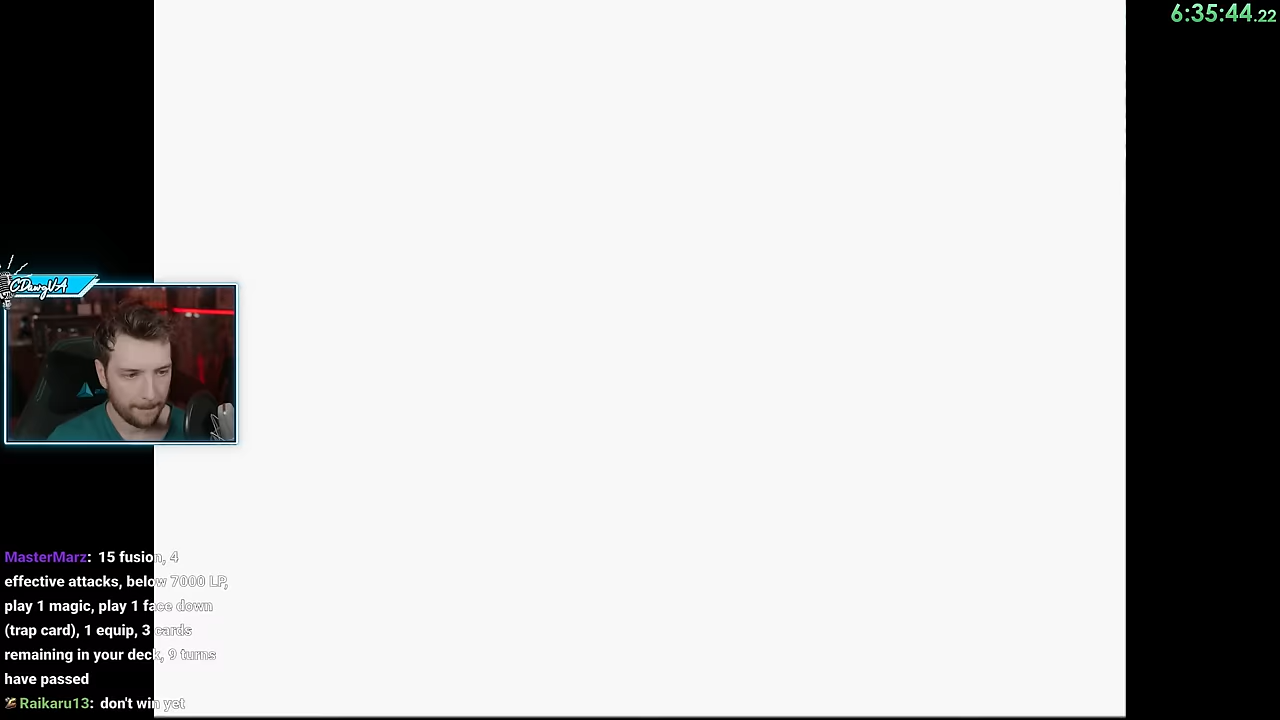 6:35:44.22
CDawgVA
MasterMarz: 15 fusion, 4
effective attacks, below 7000 LP,
play 1 magic, play 1 face down
(trap card), 1 equip, 3 cards
remaining in your deck, 9 turns
have passed
Raikaru13: don't win yet